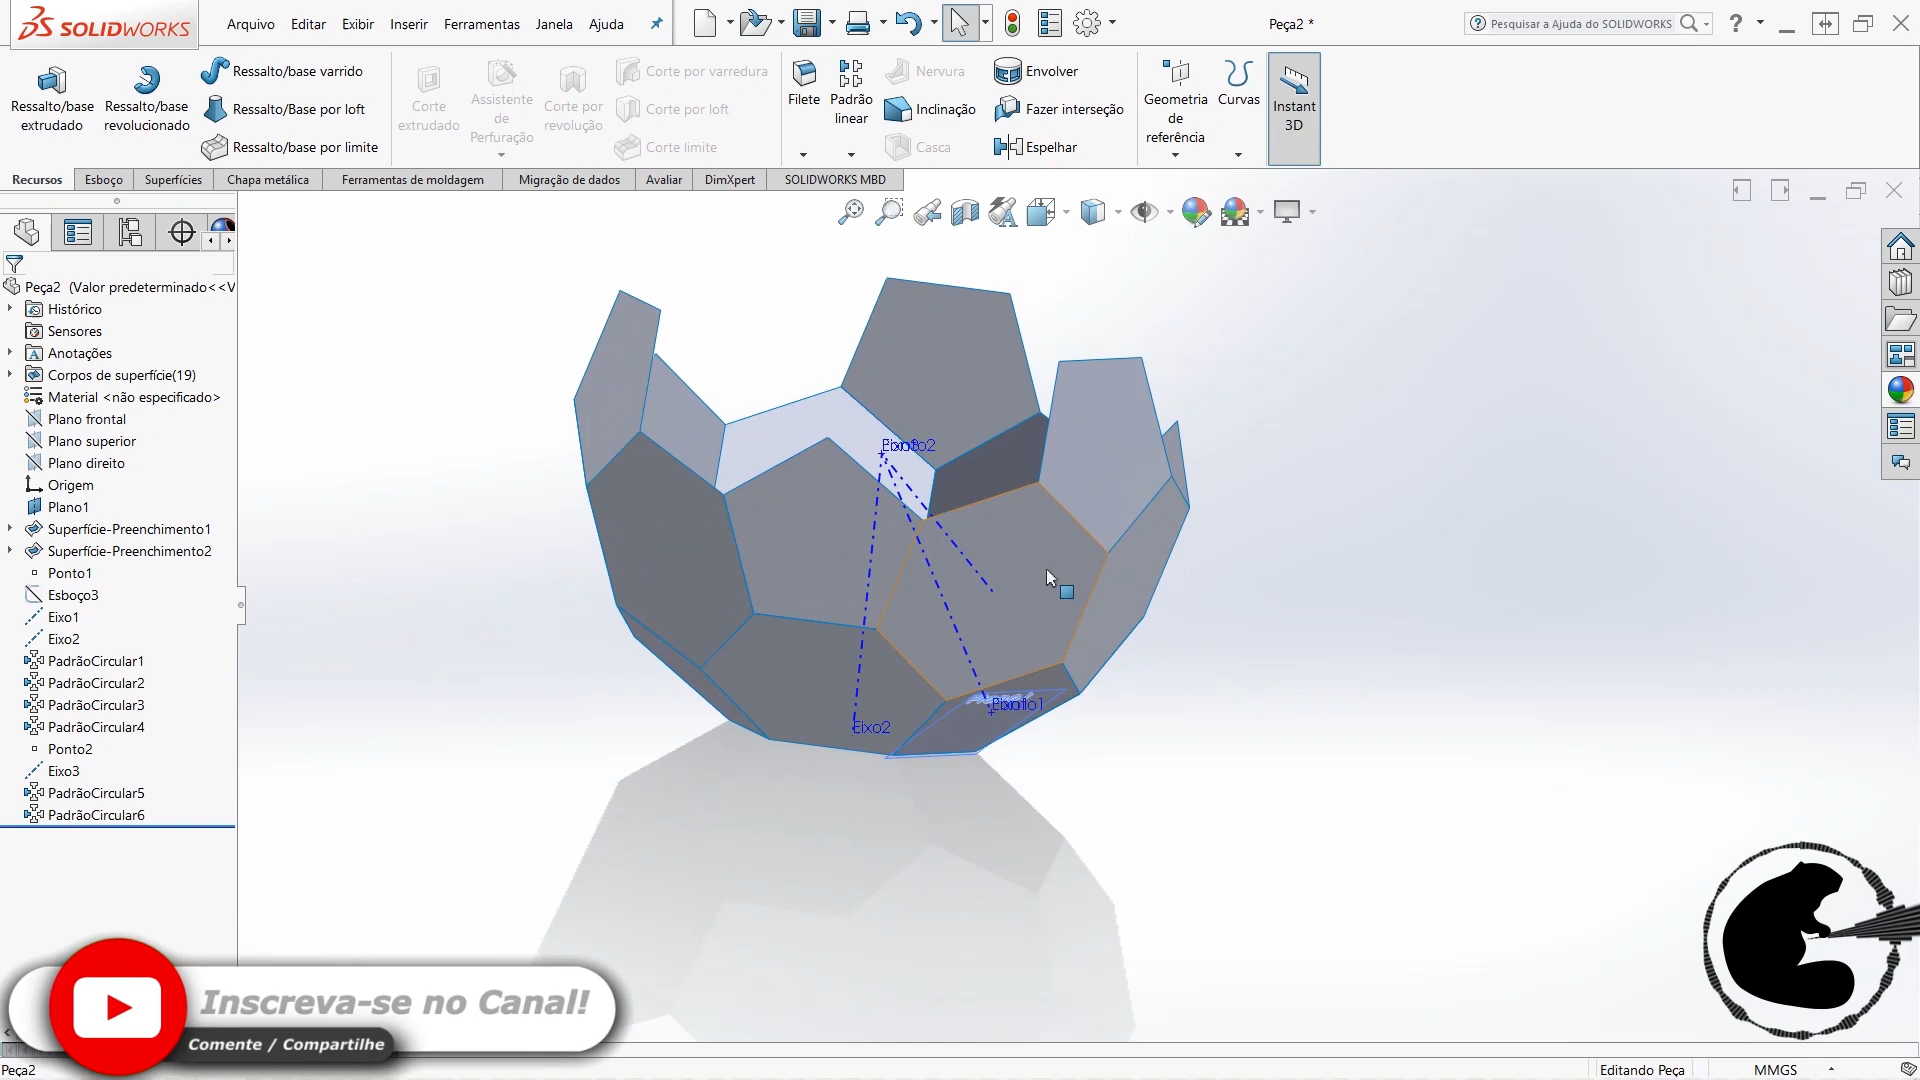 SOLIDWORKS
Arquivo
Editar
Exibir
Inserir
Ferramentas
Janela
Ajuda
Peça2 *
Pesquisar a Ajuda do SOLIDWORKS
Ressalto/base
extrudado
Ressalto/base
revolucionado
Ressalto/base varrido
Ressalto/Base por loft
Ressalto/base por limite
Corte
extrudado
Assistente
de
Perfuração
Corte por
revolução
Corte por varredura
Corte por loft
Corte limite
Filete
Padrão
linear
Nervura
Inclinação
Casca
Envolver
Fazer interseção
Espelhar
Geometria
de
referência
Curvas
Instant
3D
Recursos
Esboço
Superfícies
Chapa metálica
Ferramentas de moldagem
Migração de dados
Avaliar
DimXpert
SOLIDWORKS MBD
Peça2 (Valor predeterminado<<V
Histórico
Sensores
Anotações
Corpos de superfície(19)
Material <não especificado>
Plano frontal
Plano superior
Plano direito
Origem
Plano1
Superfície-Preenchimento1
Superfície-Preenchimento2
Ponto1
Esboço3
Eixo1
Eixo2
PadrãoCircular1
PadrãoCircular2
PadrãoCircular3
PadrãoCircular4
Ponto2
Eixo3
PadrãoCircular5
PadrãoCircular6
Eixo2
Inscreva-se no Canal!
Comente / Compartilhe
Peça2
Editando Peça
MMGS